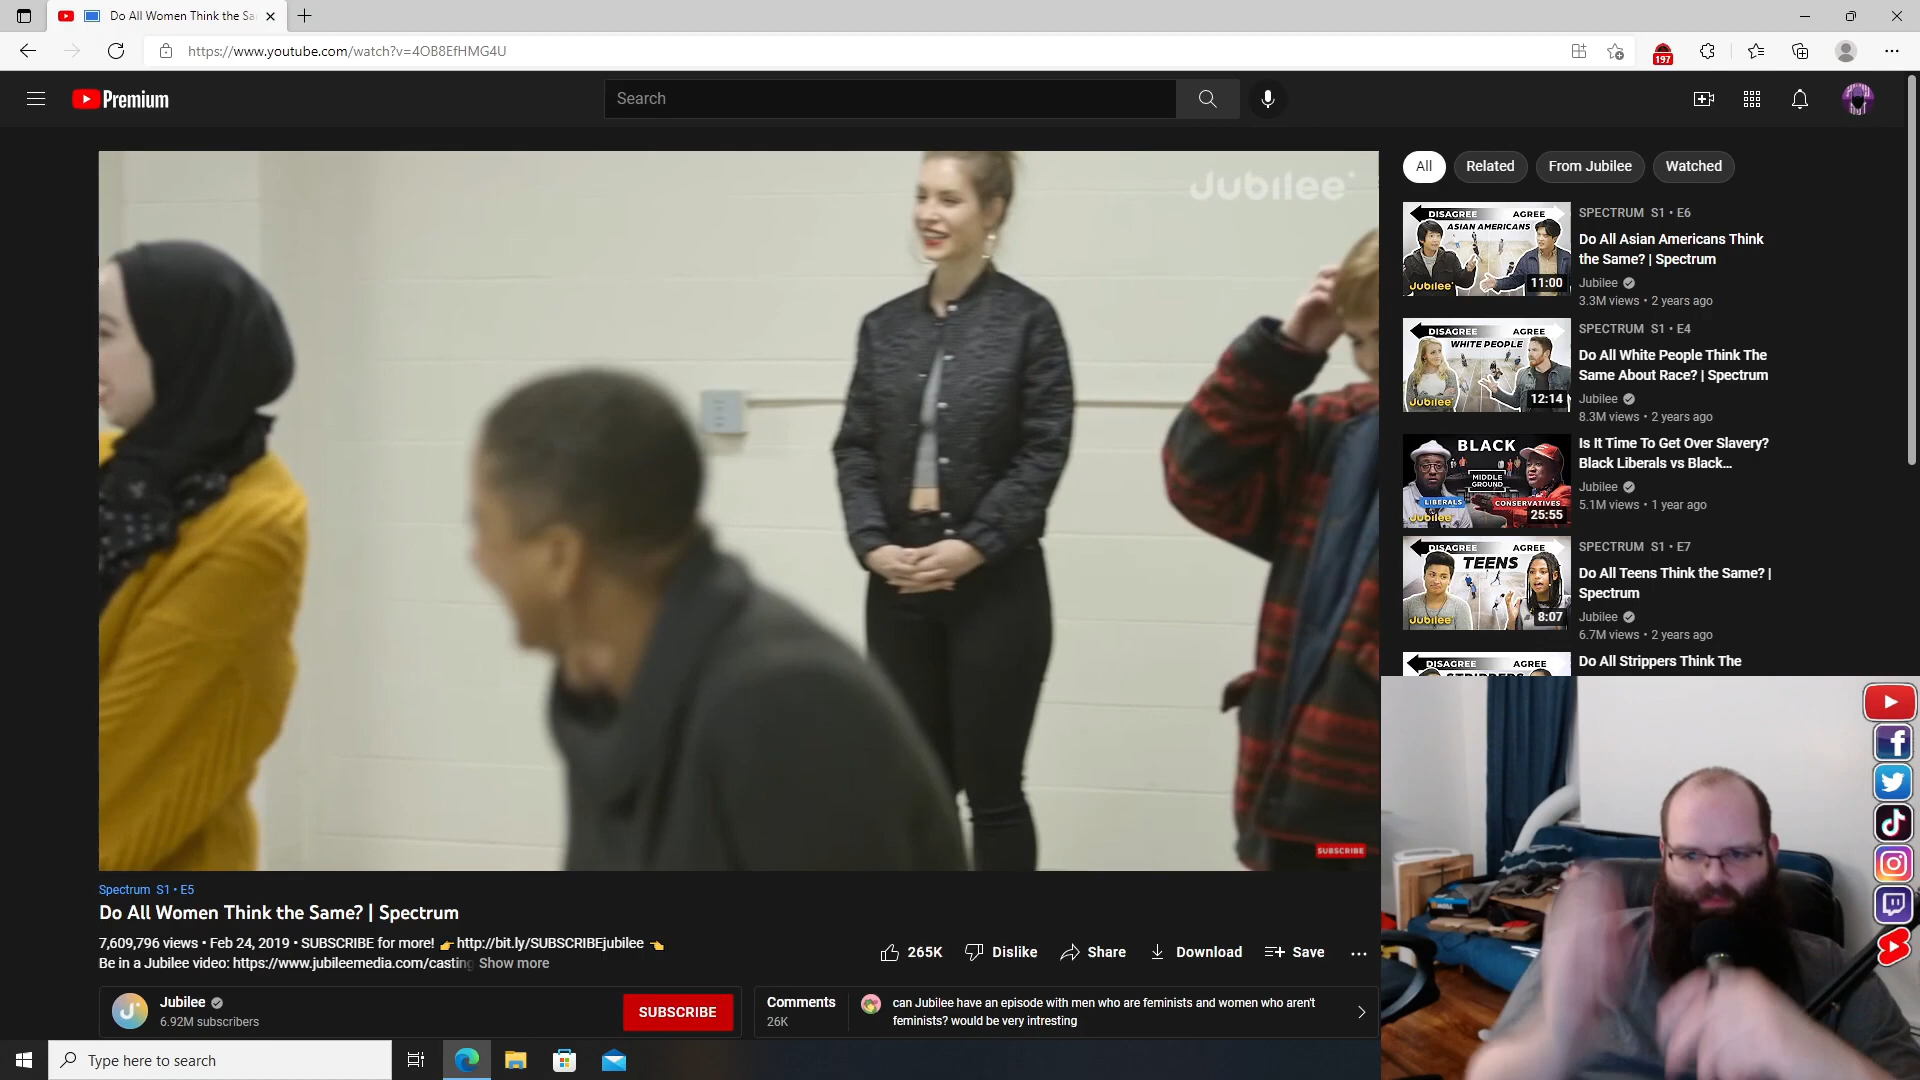 Do All Women Think the Sa
https://www.youtube.com/watch?v=4OB8EfHMG4U
197
Premium
Search
Jubilee
SUBSCRIBE
Spectrum S1 • E5
Do All Women Think the Same? | Spectrum
7,609,796 views • Feb 24, 2019 • SUBSCRIBE for more! 👉 http://bit.ly/SUBSCRIBEjubilee 👈
Be in a Jubilee video: https://www.jubileemedia.com/casting Show more
265K
Dislike
Share
Download
Save
Jubilee
6.92M subscribers
SUBSCRIBE
Comments
26K
can Jubilee have an episode with men who are feminists and women who aren't
feminists? would be very intresting
All
Related
From Jubilee
Watched
DISAGREE AGREE
ASIAN AMERICANS
Jubilee
11:00
SPECTRUM S1 • E6
Do All Asian Americans Think
the Same? | Spectrum
Jubilee
3.3M views • 2 years ago
DISAGREE AGREE
WHITE PEOPLE
Jubilee
12:14
SPECTRUM S1 • E4
Do All White People Think The
Same About Race? | Spectrum
Jubilee
8.3M views • 2 years ago
BLACK
MIDDLE
GROUND
LIBERALS
CONSERVATIVES
Jubilee
25:55
Is It Time To Get Over Slavery?
Black Liberals vs Black...
Jubilee
5.1M views • 1 year ago
DISAGREE AGREE
TEENS
Jubilee
8:07
SPECTRUM S1 • E7
Do All Teens Think the Same? |
Spectrum
Jubilee
6.7M views • 2 years ago
DISAGREE AGREE
Do All Strippers Think The
Type here to search